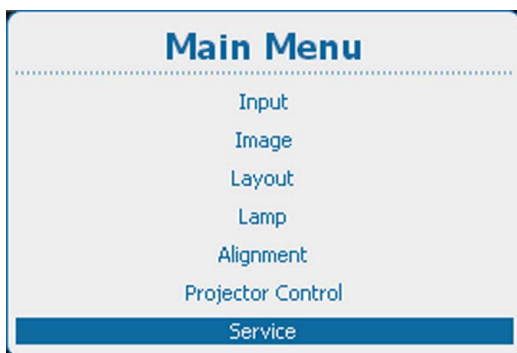 Main Menu
Input
Image
Layout
Lamp
Alignment
Projector Control
Service